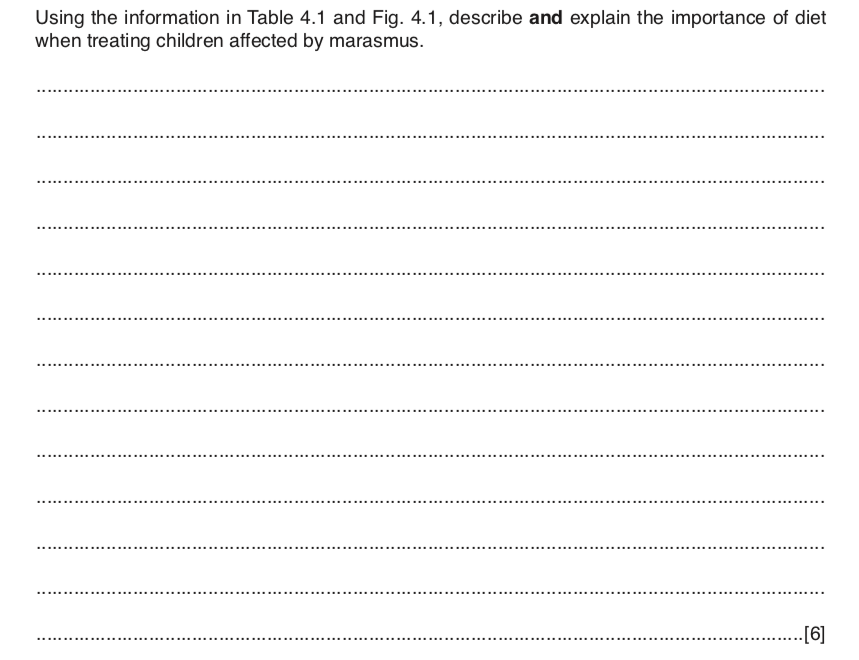 Using the information in Table 4.1 and Fig. 4.1, describe and explain the importance of diet
when treating children affected by marasmus.
[6]